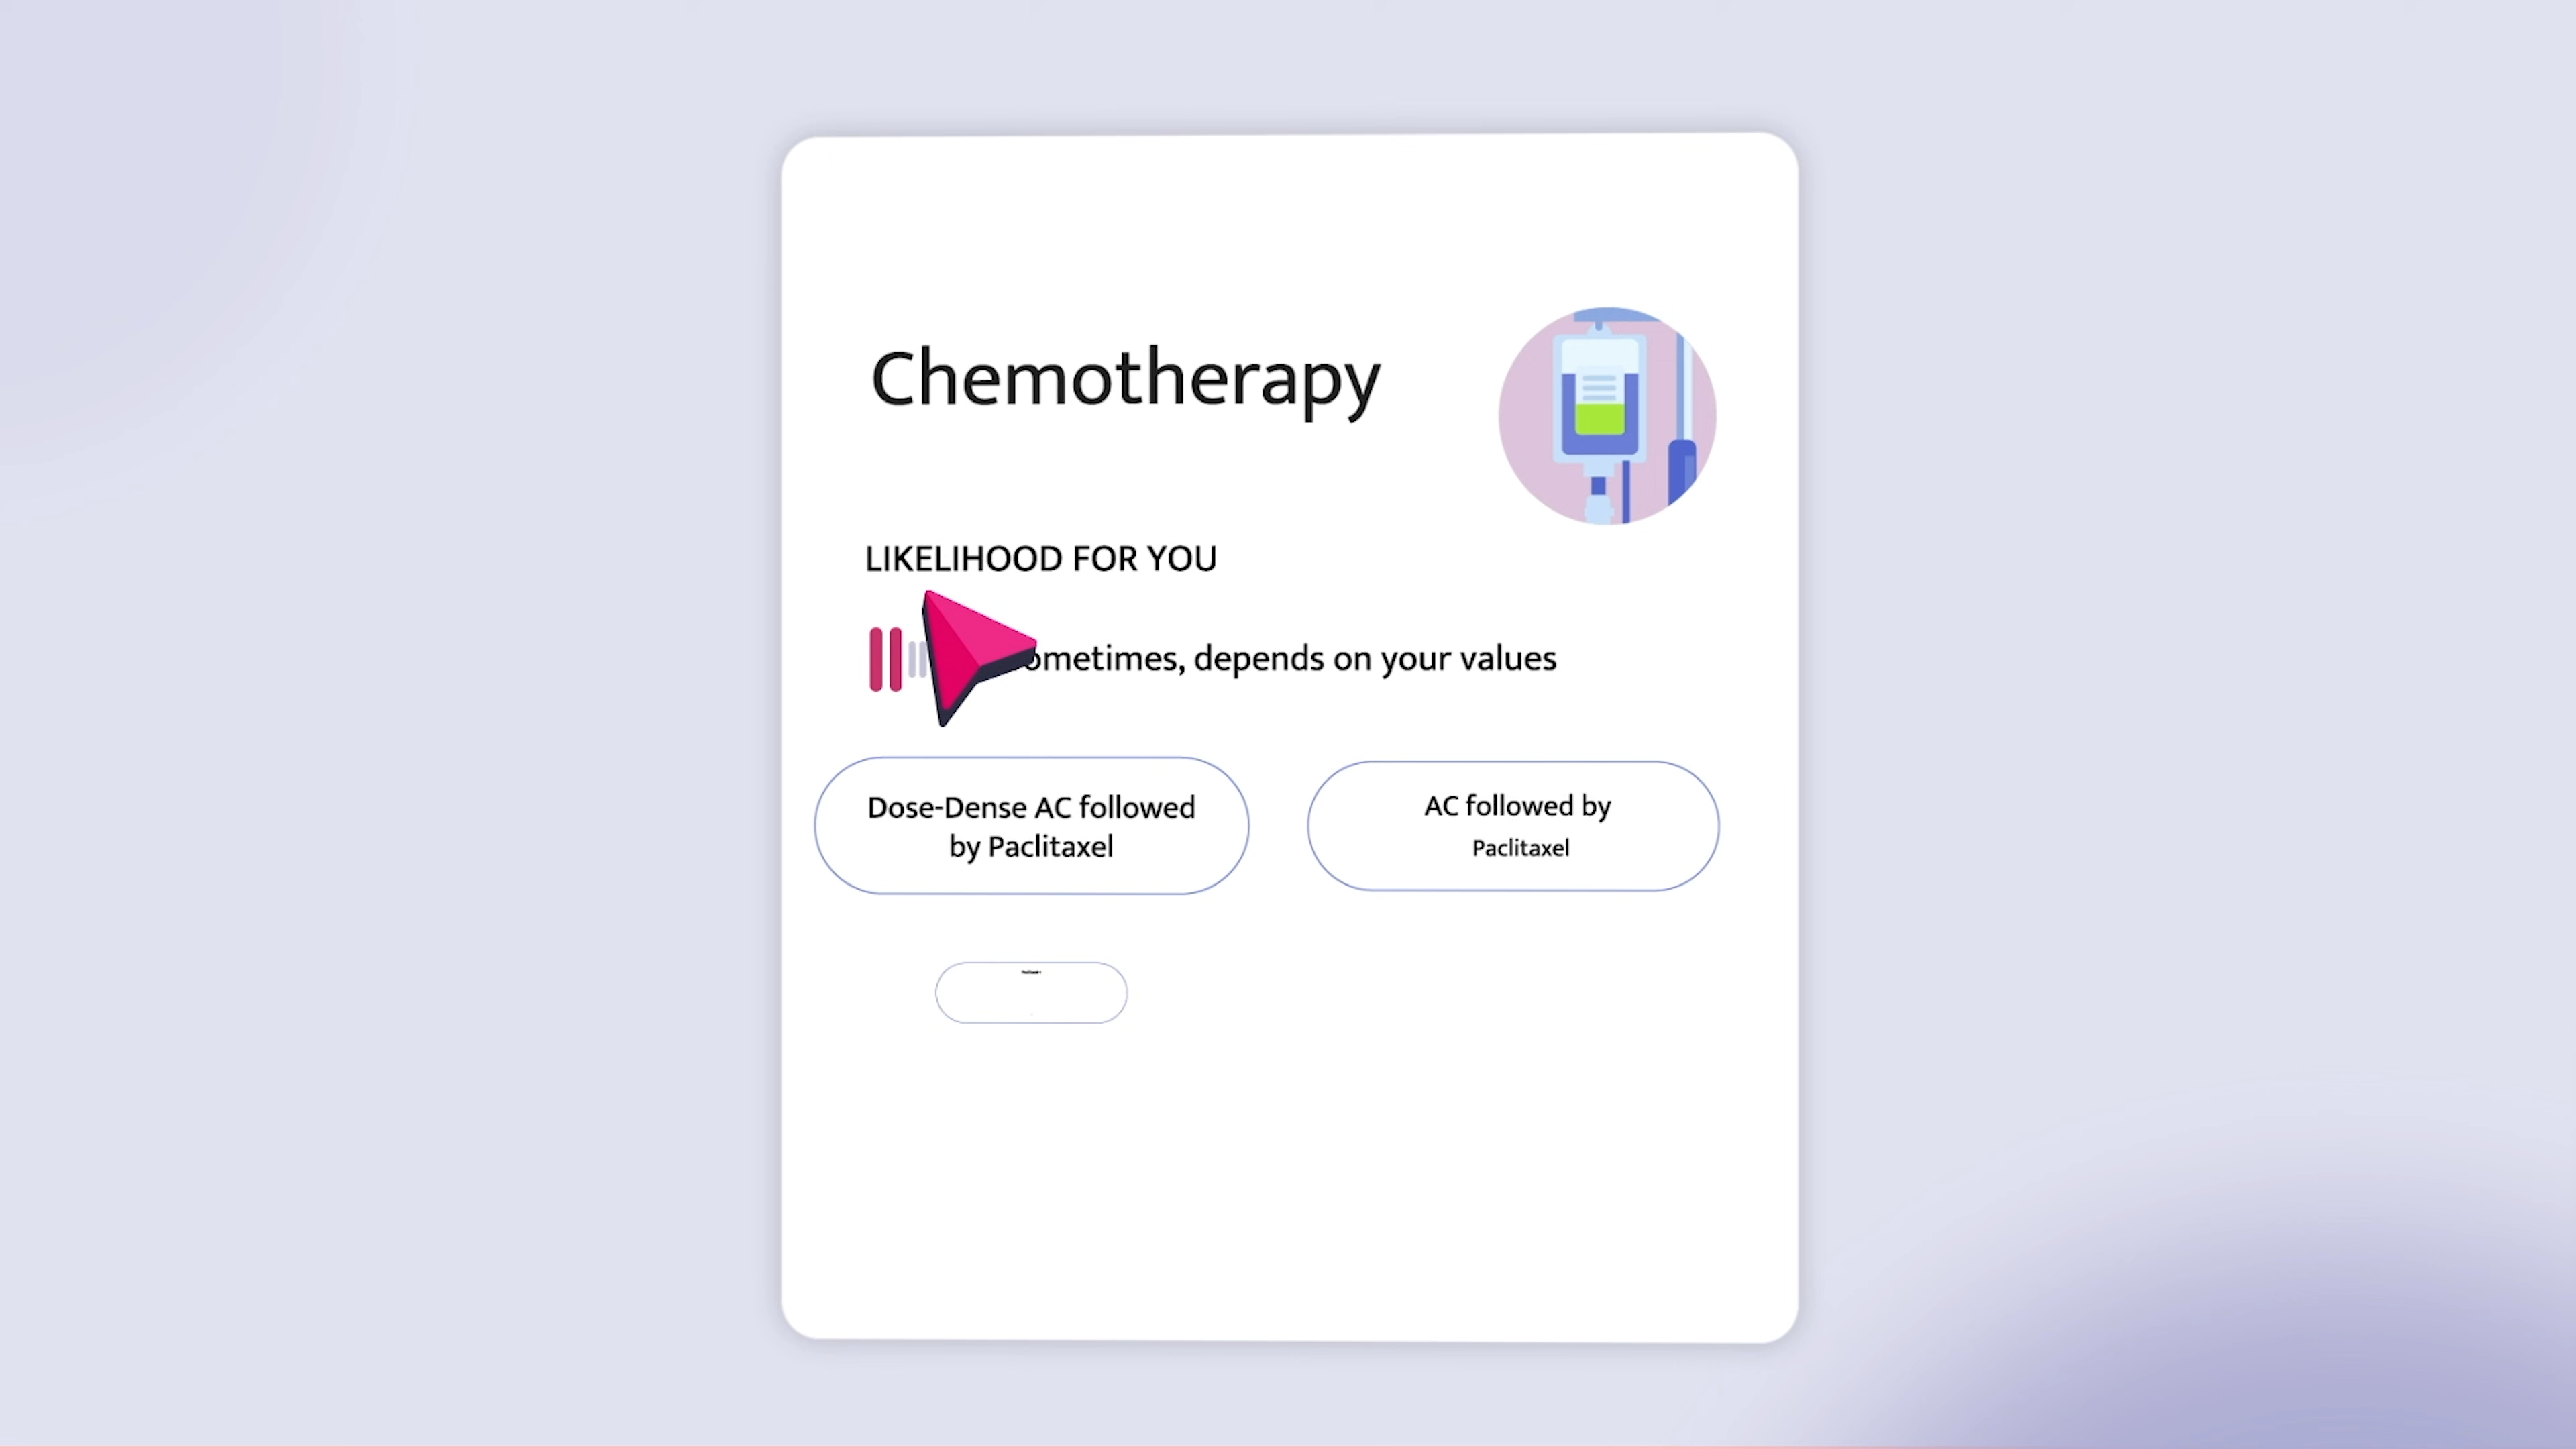 Chemotherapy
LIKELIHOOD FOR YOU
ometimes, depends on your values
Dose-Dense AC followed
by Paclitaxel
AC followed by
Paclitaxel